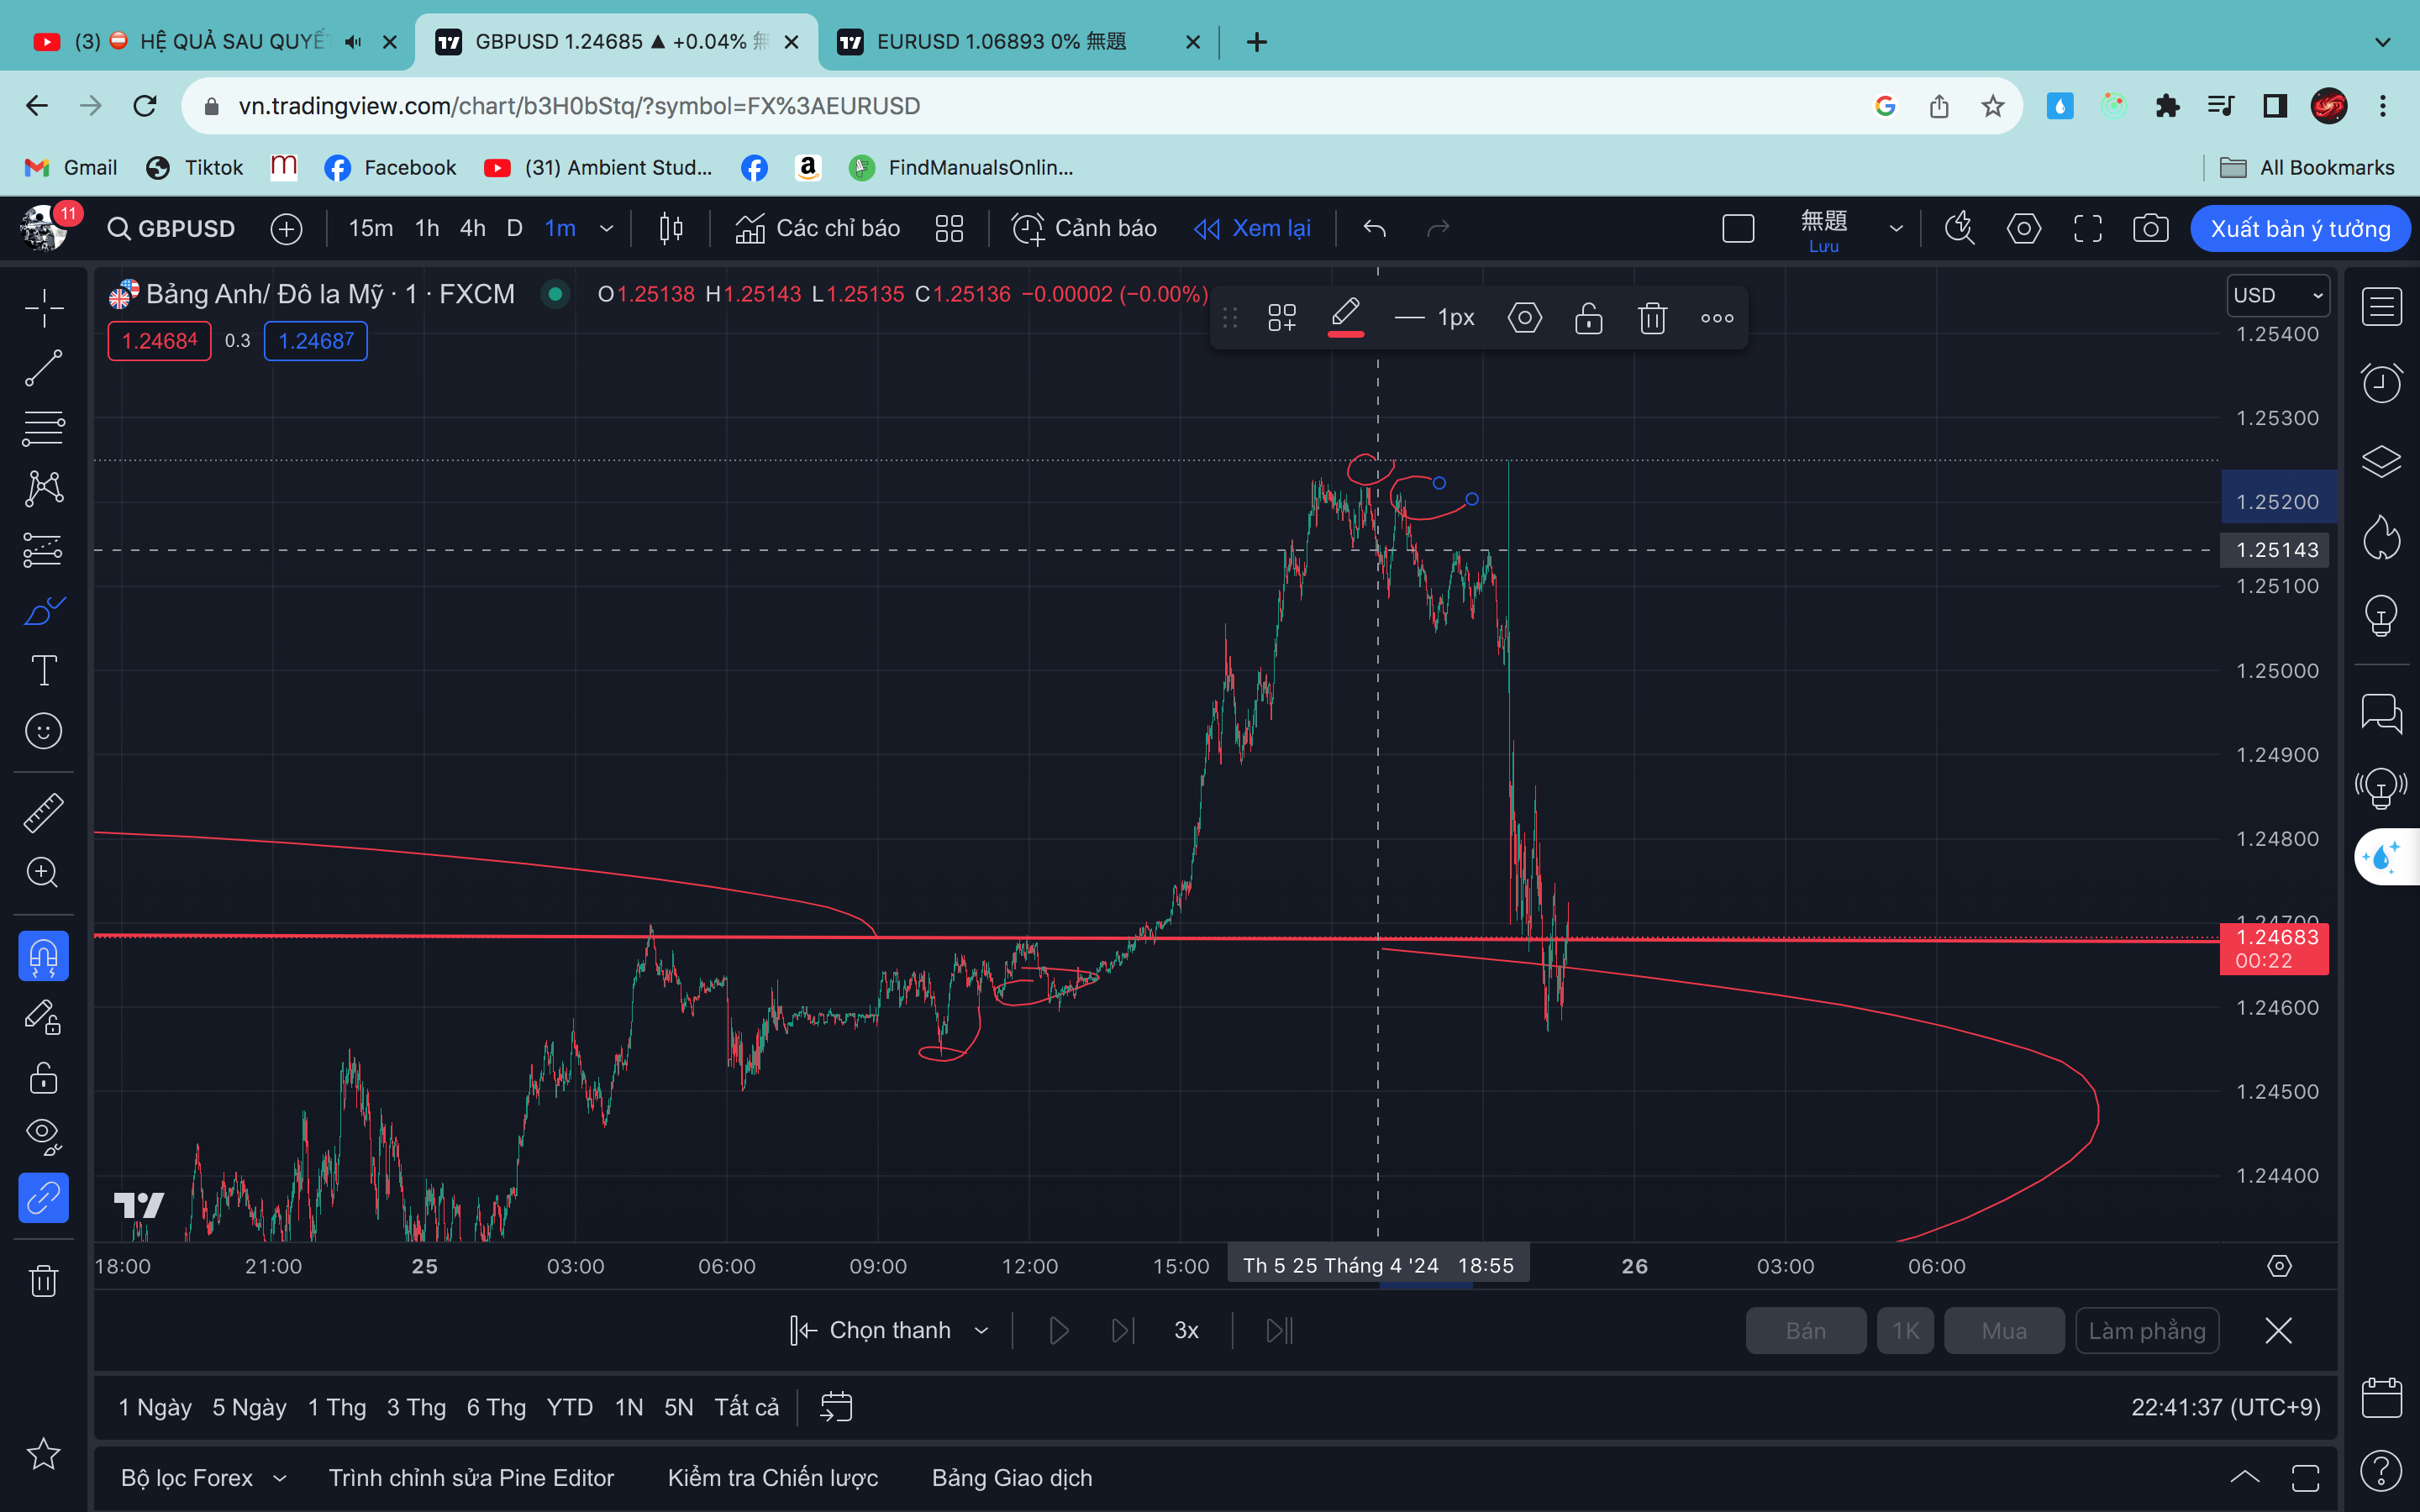 (3) ⛔ HỆ QUẢ SAU QUYẾT
GBPUSD 1.24685 ▲ +0.04% 無
EURUSD 1.06893 0% 無題
vn.tradingview.com/chart/b3H0bStq/?symbol=FX%3AEURUSD
Gmail Tiktok Facebook (31) Ambient Stud... FindManualsOnlin... All Bookmarks
11 GBPUSD 15m 1h 4h D 1m Các chỉ báo Cảnh báo Xem lại 無題 Xuất bản ý tưởng
Lưu
Bảng Anh/ Đô la Mỹ · 1 · FXCM O1.25138 H1.25143 L1.25135 C1.25136 −0.00002 (−0.00%)
1.24684 0.3 1.24687
1px
USD
1.25400
1.25300
1.25200
1.25143
1.25100
1.25000
1.24900
1.24800
1.24700
1.24683
00:22
1.24600
1.24500
1.24400
18:00 21:00 25 03:00 06:00 09:00 12:00 15:00 Th 5 25 Tháng 4 '24 18:55 26 03:00 06:00
Chọn thanh 3x Bán 1K Mua Làm phẳng
1 Ngày 5 Ngày 1 Thg 3 Thg 6 Thg YTD 1N 5N Tất cả 22:41:37 (UTC+9)
Bộ lọc Forex Trình chỉnh sửa Pine Editor Kiểm tra Chiến lược Bảng Giao dịch